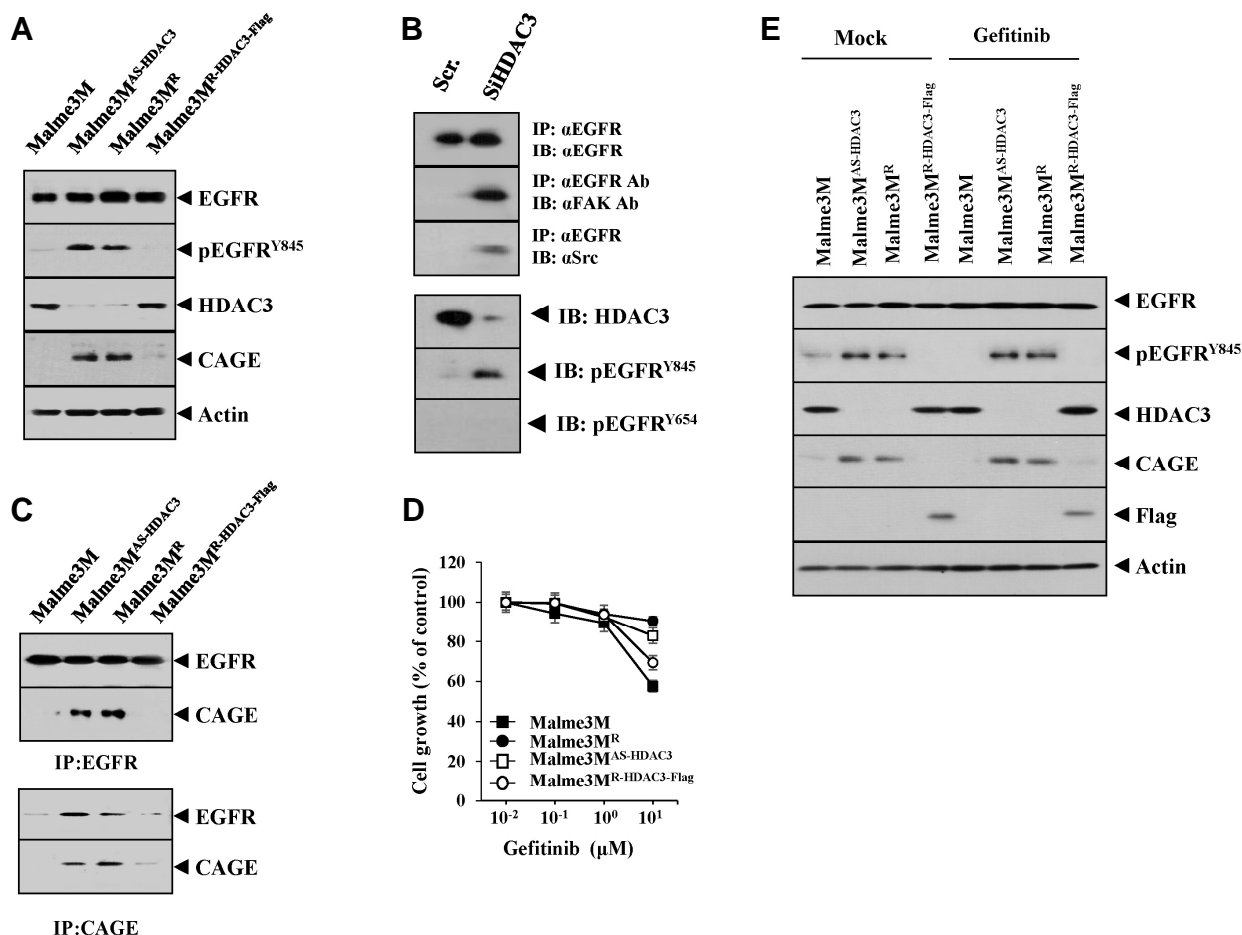 A
Malme3M
Malme3M^AS-HDAC3
Malme3M^R
Malme3M^R-HDAC3-Flag
EGFR
pEGFR^Y845
HDAC3
CAGE
Actin
B
Scr.
SiHDAC3
IP: αEGFR
IB: αEGFR
IP: αEGFR Ab
IB: αFAK Ab
IP: αEGFR
IB: αSrc
IB: HDAC3
IB: pEGFR^Y845
IB: pEGFR^Y654
C
Malme3M
Malme3M^AS-HDAC3
Malme3M^R
Malme3M^R-HDAC3-Flag
EGFR
CAGE
IP:EGFR
EGFR
CAGE
IP:CAGE
D
Cell growth (% of control)
120
100
80
60
40
20
0
Malme3M
Malme3M^R
Malme3M^AS-HDAC3
Malme3M^R-HDAC3-Flag
10^-2 10^-1 10^0 10^1
Gefitinib (μM)
E
Mock
Gefitinib
Malme3M
Malme3M^AS-HDAC3
Malme3M^R
Malme3M^R-HDAC3-Flag
Malme3M
Malme3M^AS-HDAC3
Malme3M^R
Malme3M^R-HDAC3-Flag
EGFR
pEGFR^Y845
HDAC3
CAGE
Flag
Actin